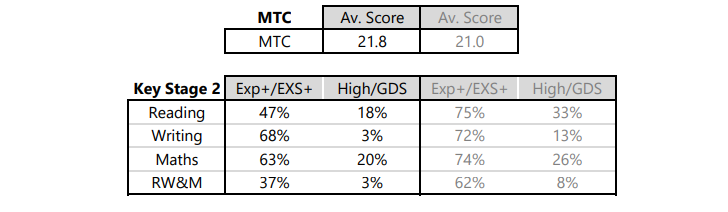 MTC Av. Score Av. Score
MTC 21.8 21.0
Key Stage 2 Exp+/EXS+ High/GDS Exp+/EXS+ High/GDS
Reading 47% 18% 75% 33%
Writing 68% 3% 72% 13%
Maths 63% 20% 74% 26%
RW&M 37% 3% 62% 8%